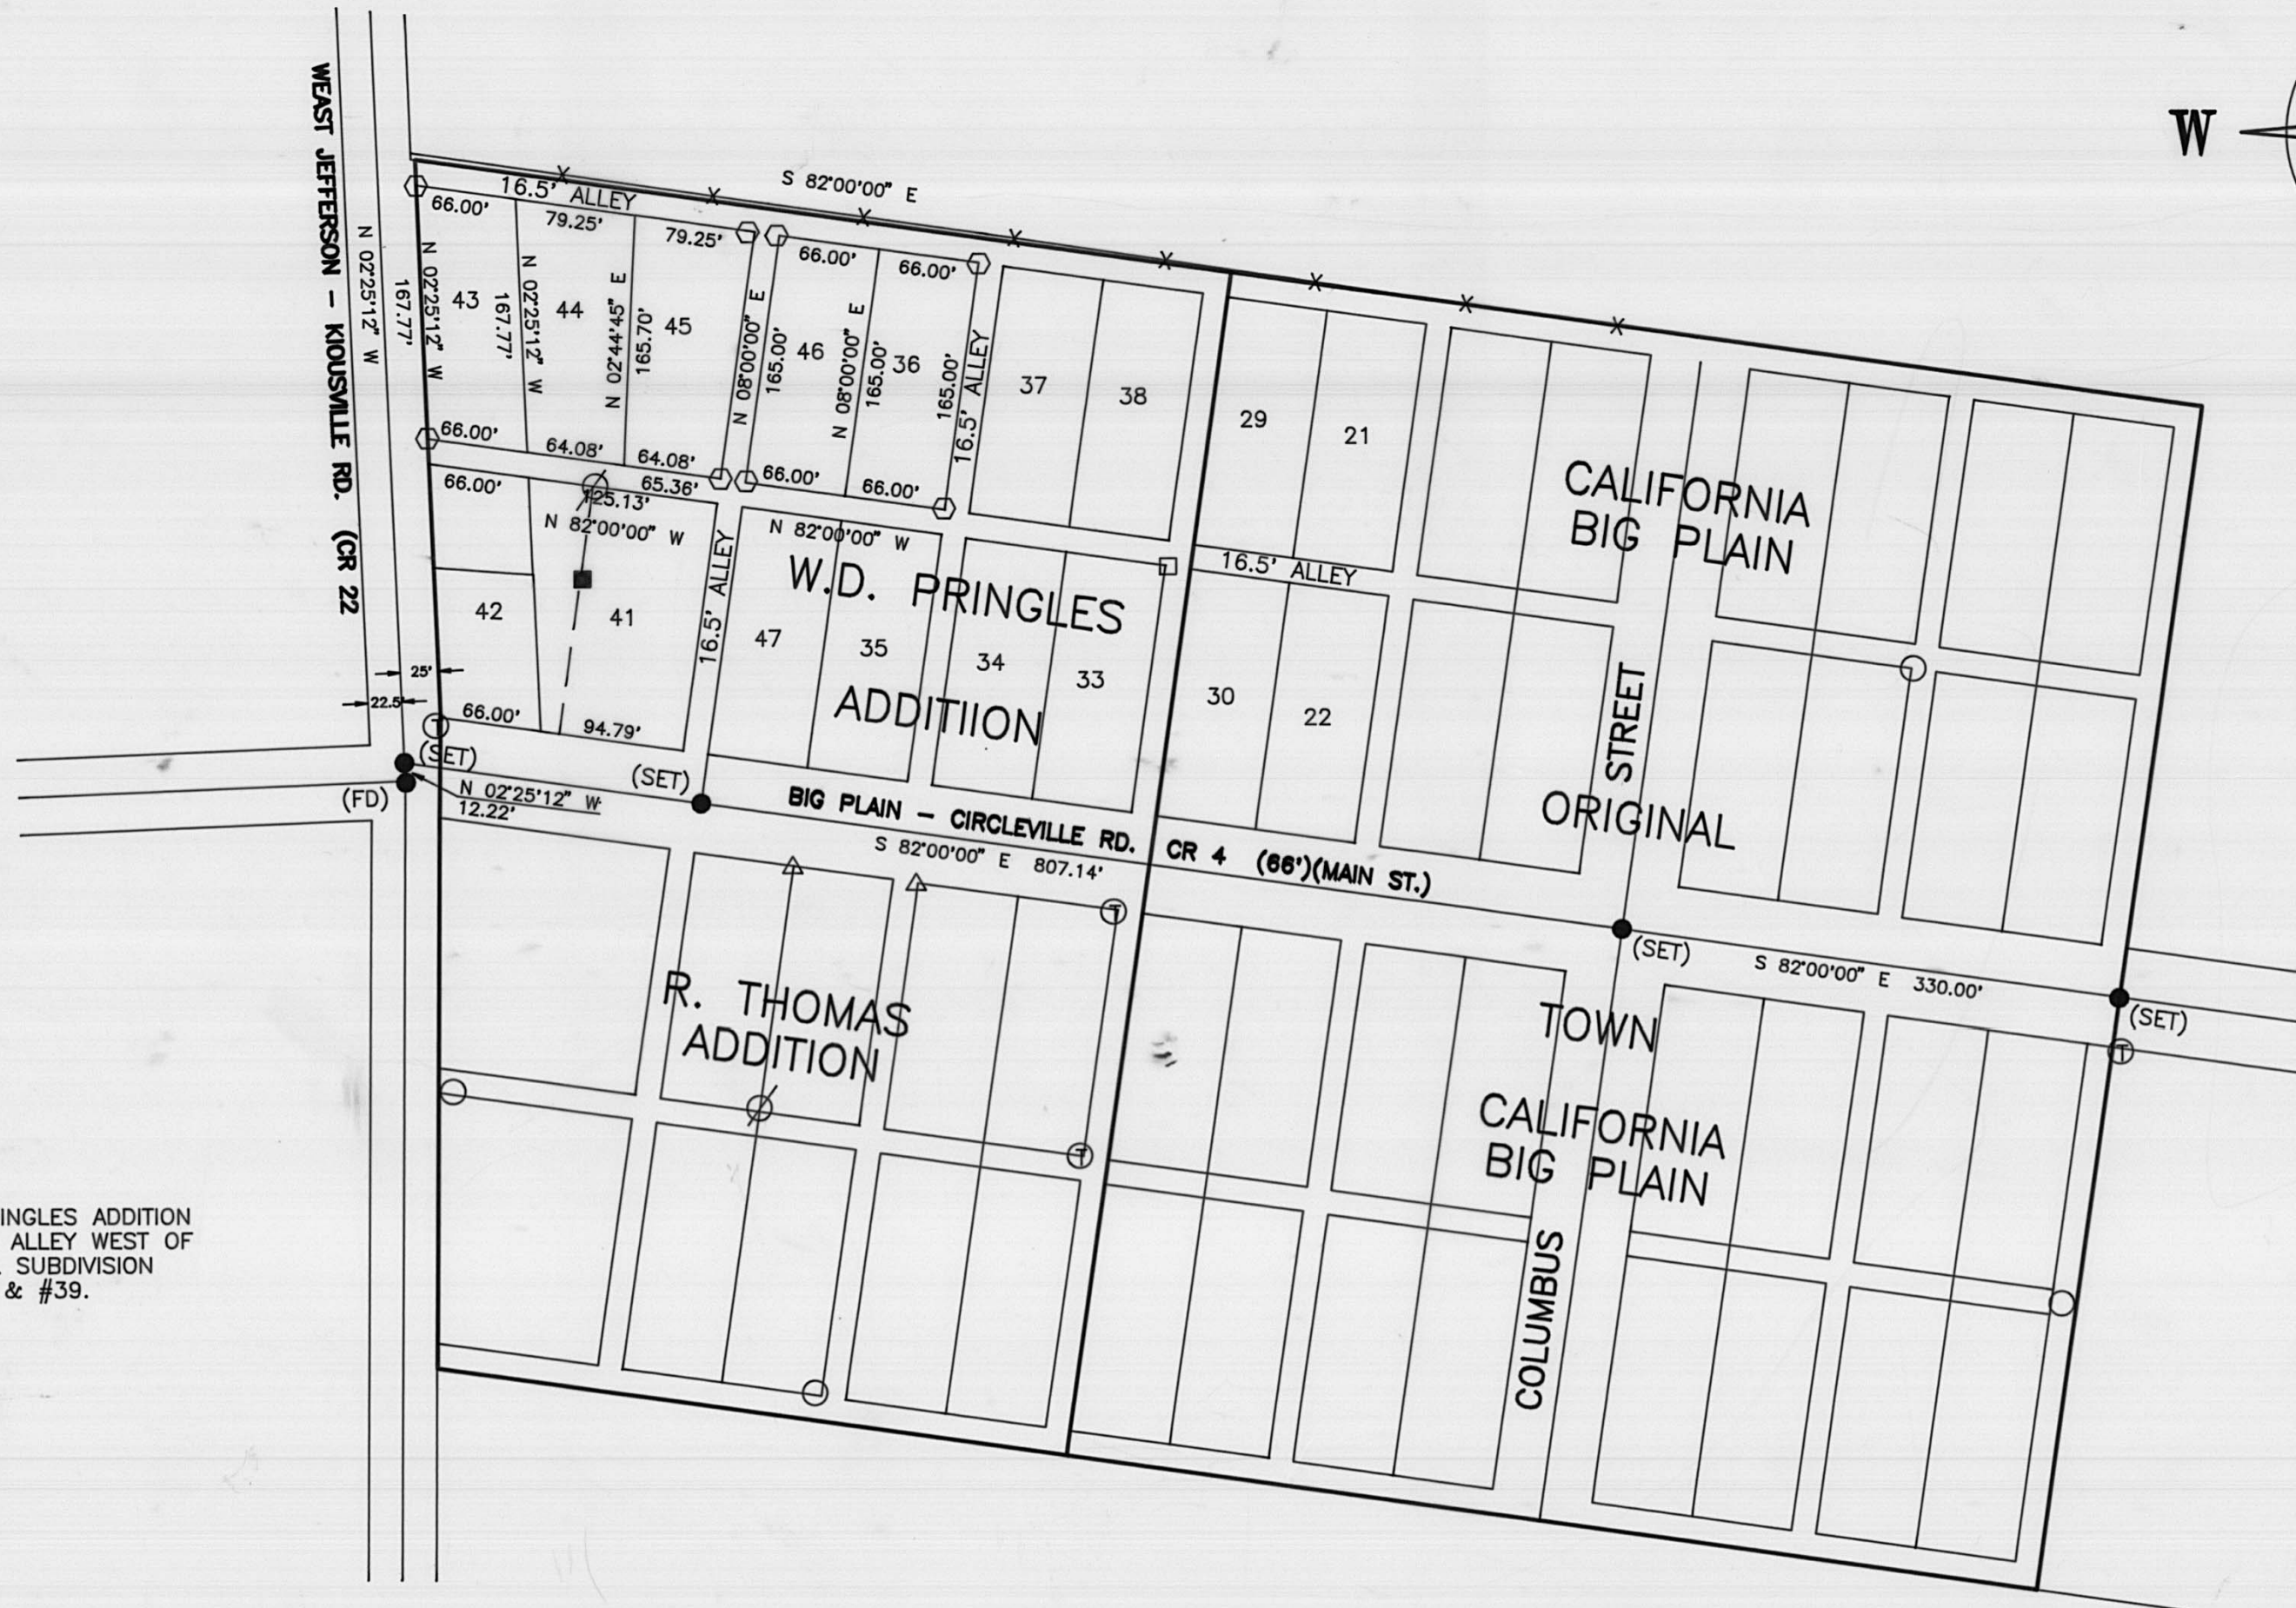 W
WEAST JEFFERSON - KIOUSVILLE RD. (CR 22
N 02°25'12" W
167.77'
N 02°25'12" W
S 82°00'00" E
16.5' ALLEY
66.00'
79.25'
79.25'
66.00'
66.00'
43
167.77'
N 02°25'12" W
44
N 02°44'45" E
165.70'
45
N 08°00'00" E
165.00'
46
N 08°00'00" E
165.00'
36
165.00'
16.5' ALLEY
37
38
29
21
66.00'
64.08'
64.08'
66.00'
66.00'
66.00'
65.36'
125.13'
N 82°00'00" W
N 82°00'00" W
16.5' ALLEY
CALIFORNIA
BIG PLAIN
W.D. PRINGLES
ADDITIION
42
41
16.5' ALLEY
47
35
34
33
30
22
25'
22.5'
66.00'
94.79'
T
(SET)
(SET)
(FD)
N 02°25'12" W
12.22'
BIG PLAIN - CIRCLEVILLE RD. CR 4 (66')(MAIN ST.)
S 82°00'00" E 807.14'
STREET
ORIGINAL
T
(SET)
S 82°00'00" E 330.00'
(SET)
T
R. THOMAS
ADDITION
T
TOWN
CALIFORNIA
BIG PLAIN
COLUMBUS
INGLES ADDITION
ALLEY WEST OF
SUBDIVISION
& #39.